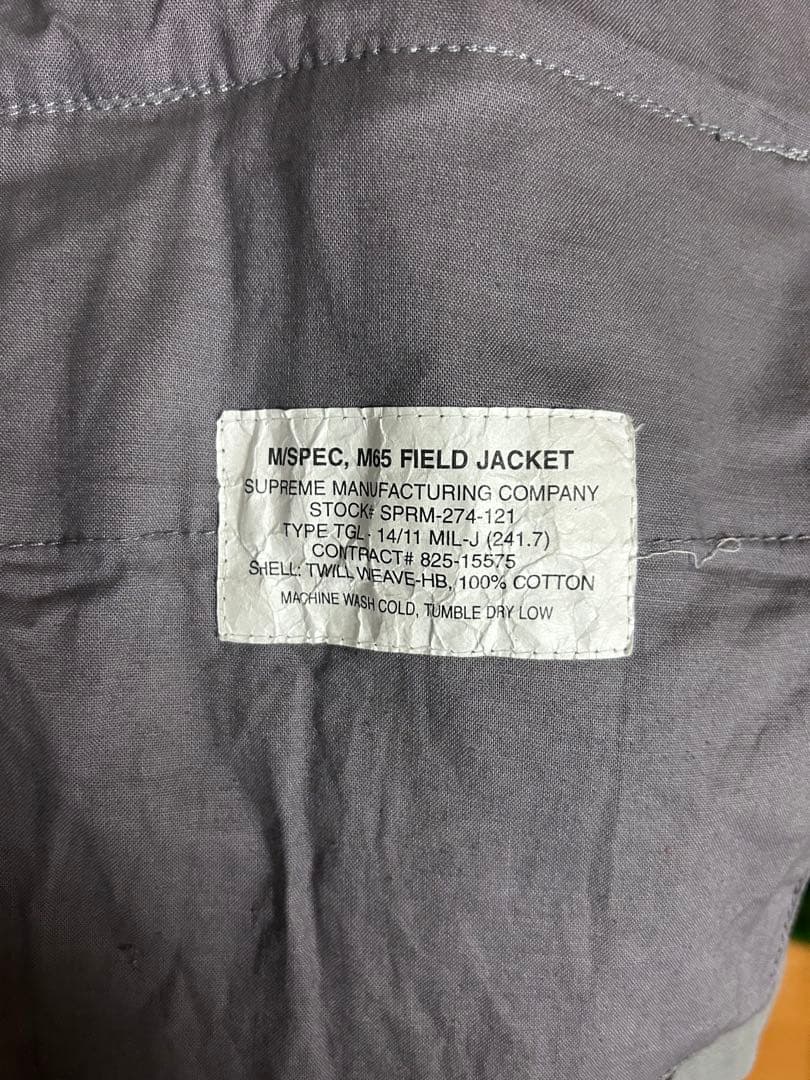 M/SPEC, M65 FIELD JACKET
SUPREME MANUFACTURING COMPANY
STOCK# SPRM-274-121
TYPE TGL- 14/11 MIL-J (241.7)
CONTRACT# 825-15575
SHELL: TWILL WEAVE-HB, 100% COTTON
MACHINE WASH COLD, TUMBLE DRY LOW